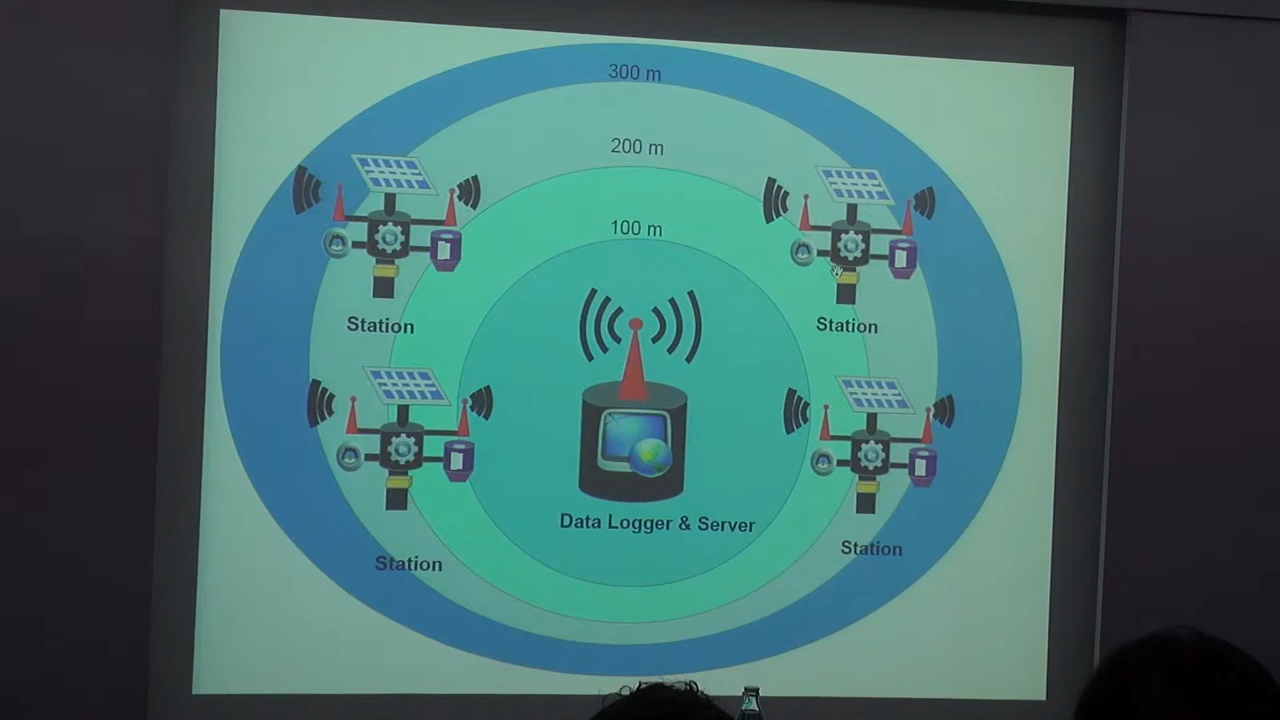 300 m
200 m
100 m
Station
Station
Data Logger & Server
Station
Station